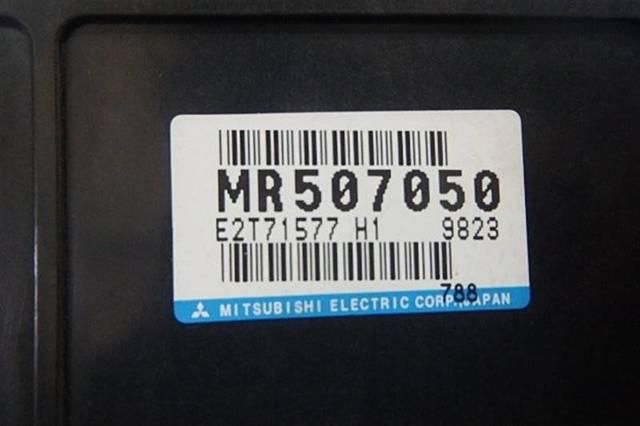 MR507050
E2T71577 H1 9823
788
MITSUBISHI ELECTRIC CORP. JAPAN